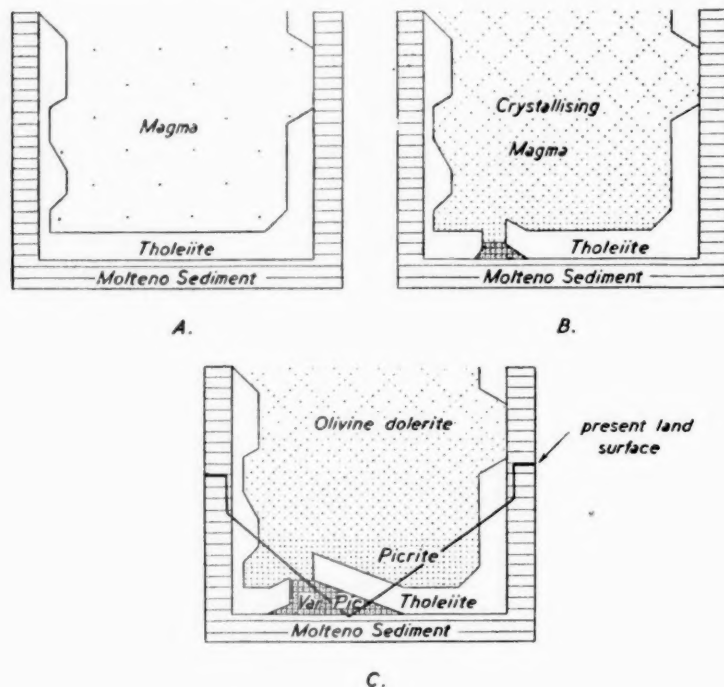 Magma
Tholeiite
Molteno Sediment
A.
Crystallising
Magma
Tholeiite
Molteno Sediment
B.
Olivine dolerite
present land
surface
Picrite
Var Pic
Tholeiite
Molteno Sediment
C.